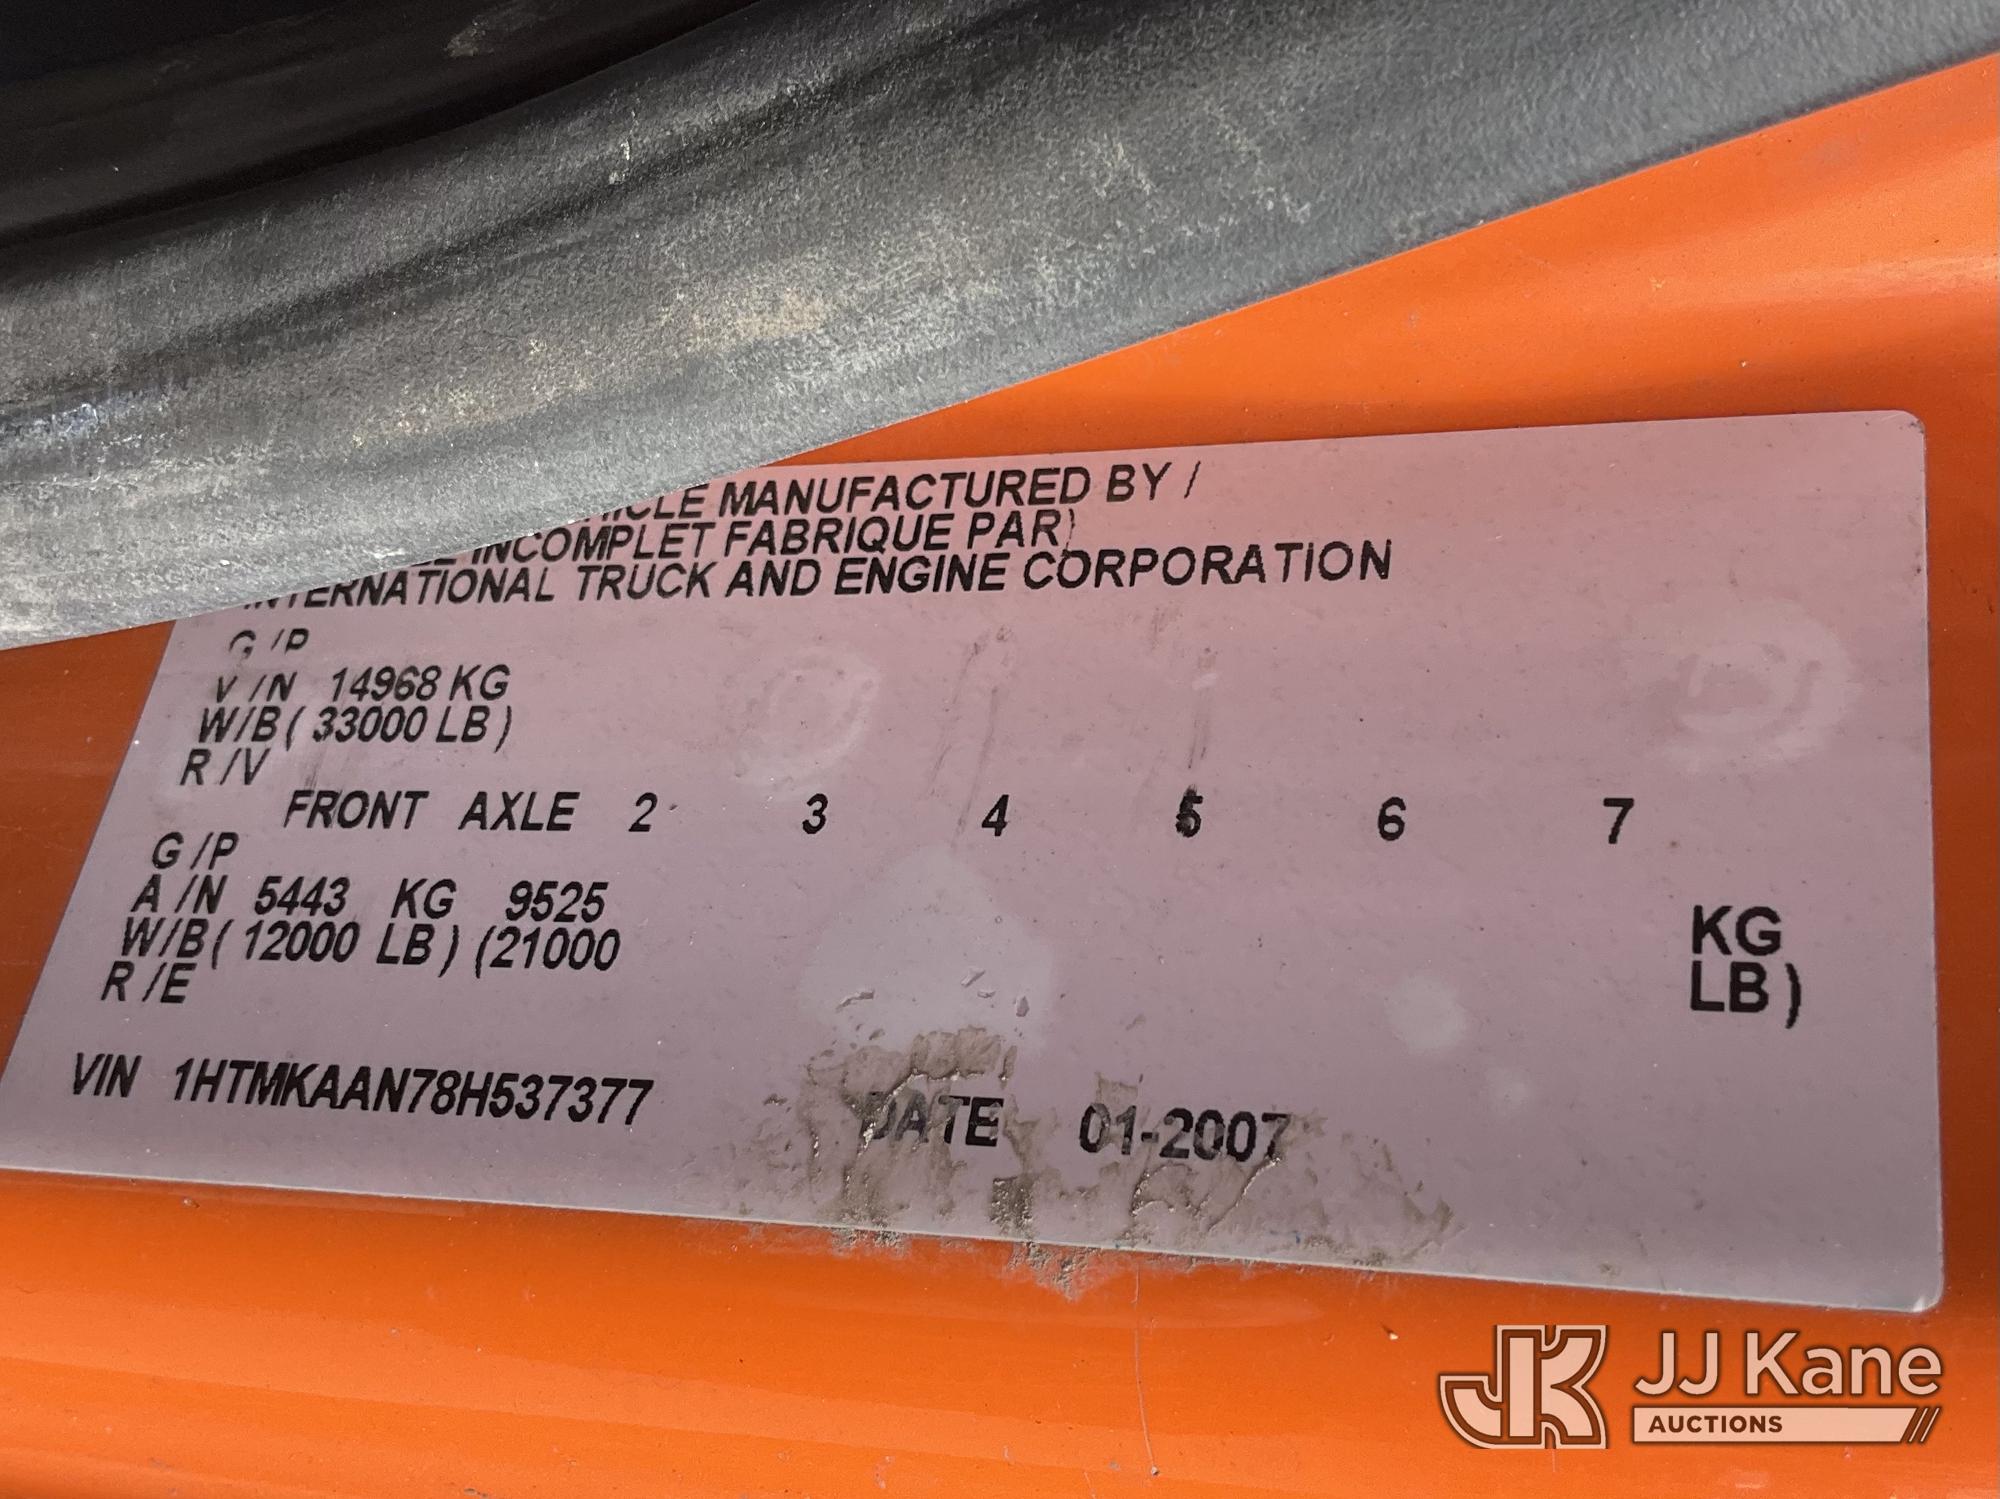 MANUFACTURED BY /
INCOMPLET FABRIQUE PAR)
INTERNATIONAL TRUCK AND ENGINE CORPORATION
G /P
V /N 14968 KG
W/B ( 33000 LB )
R /V
FRONT AXLE 2 3 4 5 6 7
G /P
A /N 5443 KG 9525 KG
W/B ( 12000 LB ) (21000 LB )
R /E
VIN 1HTMKAAN78H537377 DATE 01-2007
JJ Kane
AUCTIONS